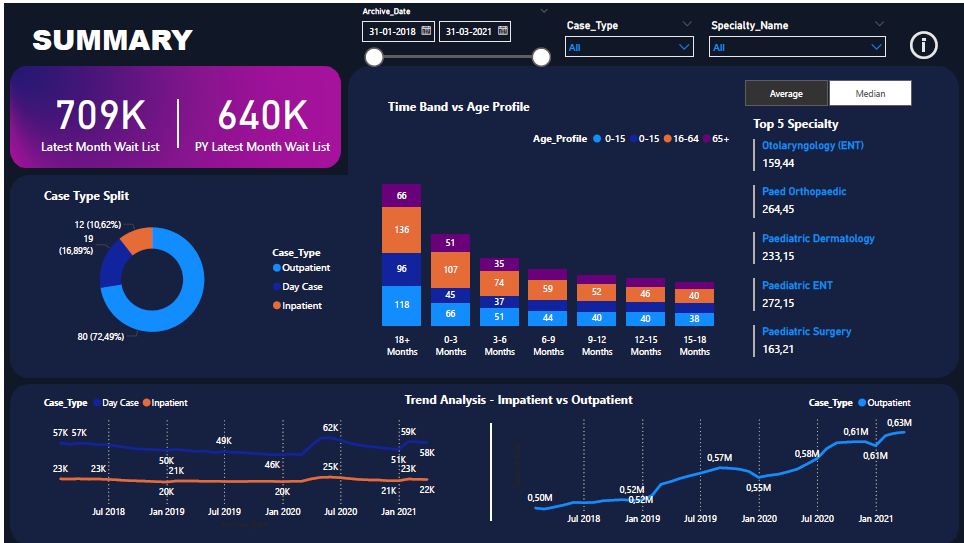 SUMMARY
Archive_Date
31-01-2018
31-03-2021
Case_Type
All
Specialty_Name
All
709K
Latest Month Wait List
640K
PY Latest Month Wait List
Time Band vs Age Profile
Average
Median
Age_Profile 0-15 0-15 16-64 65+
66
136
96
118
51
107
45
66
35
74
37
51
59
44
52
40
46
40
40
38
18+ Months
0-3 Months
3-6 Months
6-9 Months
9-12 Months
12-15 Months
15-18 Months
Top 5 Specialty
Otolaryngology (ENT)
159,44
Paed Orthopaedic
264,45
Paediatric Dermatology
233,15
Paediatric ENT
272,15
Paediatric Surgery
163,21
Case Type Split
12 (10,62%)
19
(16,89%)
80 (72,49%)
Case_Type
Outpatient
Day Case
Inpatient
Trend Analysis - Impatient vs Outpatient
Case_Type Day Case Inpatient
57K 57K
50K
49K
46K
62K
51K
59K
58K
23K
23K
20K
21K
20K
25K
21K
23K
22K
Jul 2018 Jan 2019 Jul 2019 Jan 2020 Jul 2020 Jan 2021
Case_Type Outpatient
0,50M
0,52M
0,52M
0,57M
0,55M
0,58M
0,61M
0,61M
0,63M
Jul 2018 Jan 2019 Jul 2019 Jan 2020 Jul 2020 Jan 2021